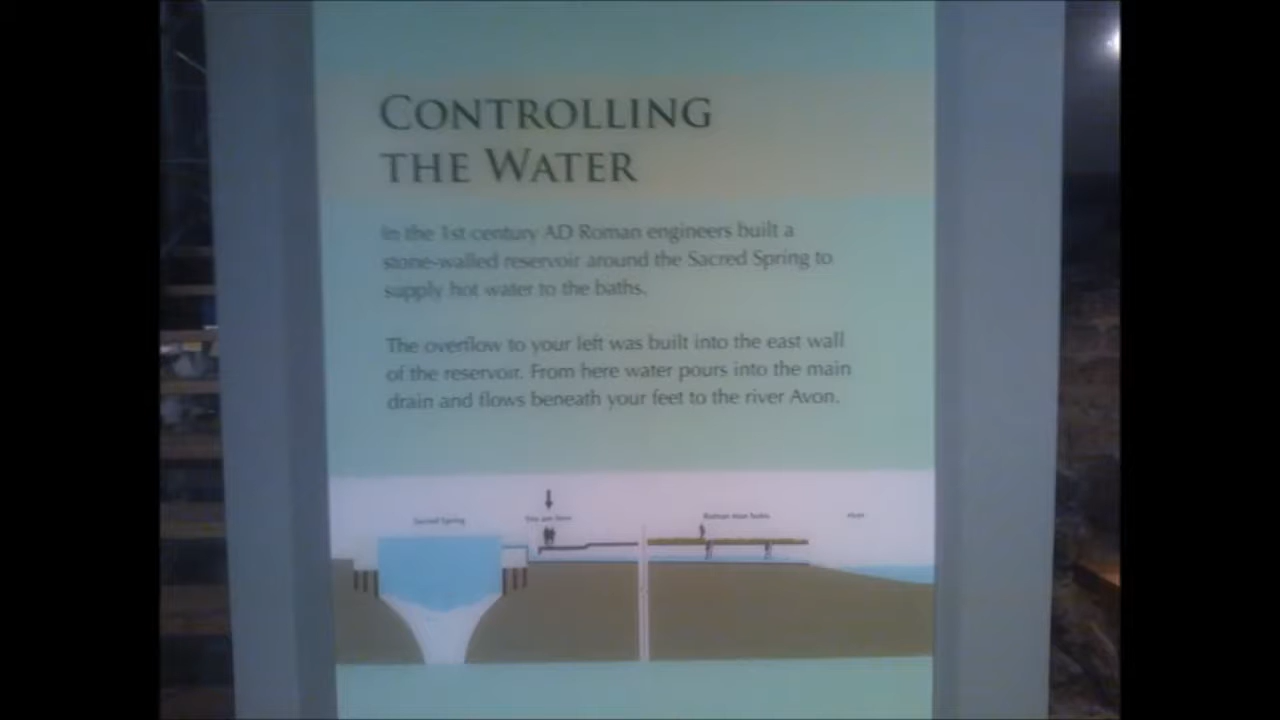 CONTROLLING
THE WATER
In the 1st century AD Roman engineers built a
stone-walled reservoir around the Sacred Spring to
supply hot water to the baths.
The overflow to your left was built into the east wall
of the reservoir. From here water pours into the main
drain and flows beneath your feet to the river Avon.
Sacred Spring
You are here